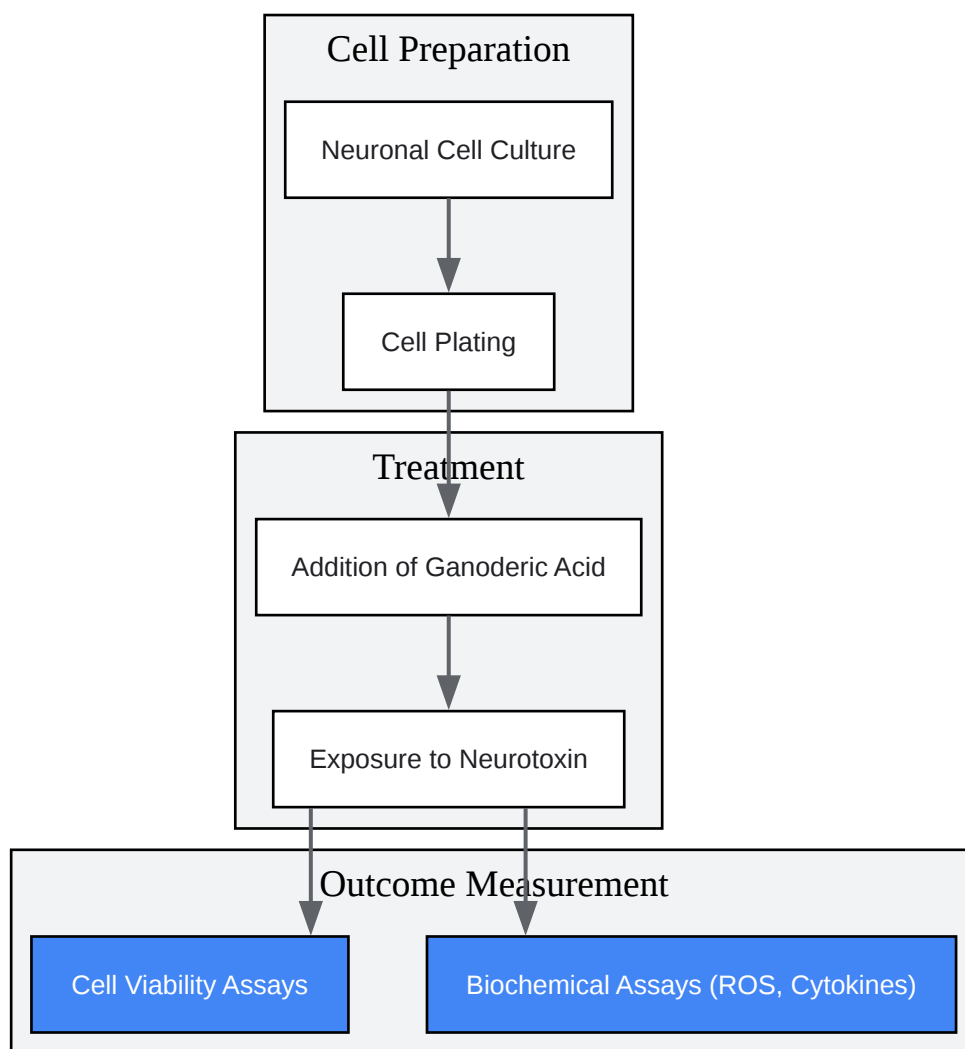 Cell Preparation
Neuronal Cell Culture
Cell Plating
Treatment
Addition of Ganoderic Acid
Exposure to Neurotoxin
Outcome Measurement
Cell Viability Assays
Biochemical Assays (ROS, Cytokines)